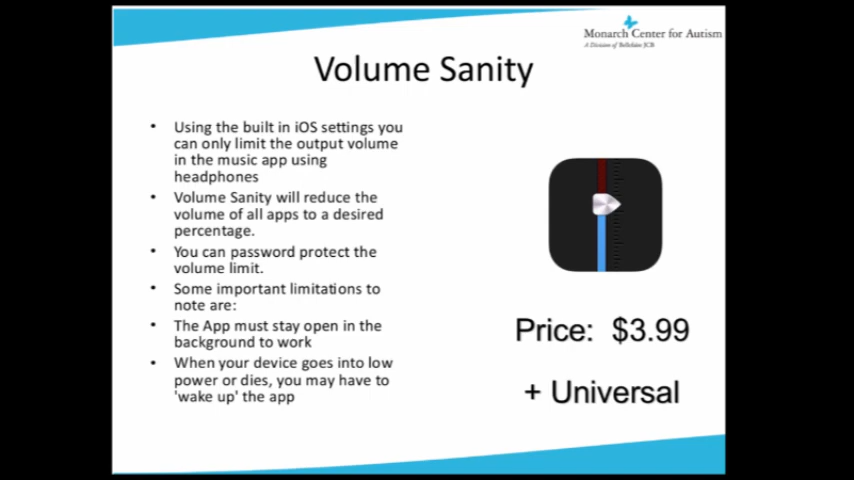 Monarch Center for Autism
A Division of Bellefaire JCB
Volume Sanity
• Using the built in iOS settings you
can only limit the output volume
in the music app using
headphones
• Volume Sanity will reduce the
volume of all apps to a desired
percentage.
• You can password protect the
volume limit.
• Some important limitations to
note are:
• The App must stay open in the
background to work
• When your device goes into low
power or dies, you may have to
'wake up' the app
Price: $3.99
+ Universal